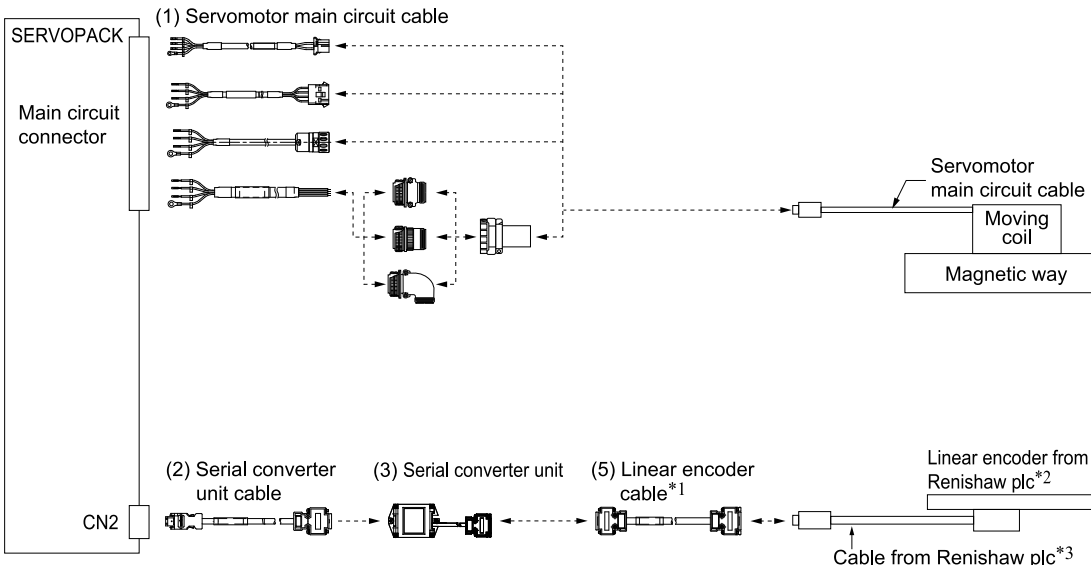 (1) Servomotor main circuit cable
SERVOPACK
Main circuit
connector
Servomotor
main circuit cable
Moving
coil
Magnetic way
(2) Serial converter
unit cable
(3) Serial converter unit
(5) Linear encoder
cable*1
Linear encoder from
Renishaw plc*2
CN2
Cable from Renishaw plc*3